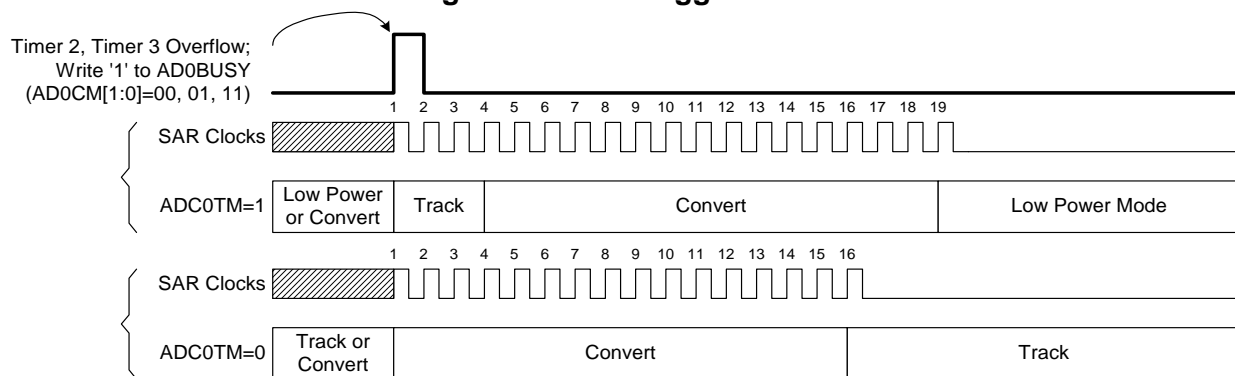 Timer 2, Timer 3 Overflow;
Write '1' to AD0BUSY
(AD0CM[1:0]=00, 01, 11)
1 2 3 4 5 6 7 8 9 10 11 12 13 14 15 16 17 18 19
SAR Clocks
ADC0TM=1
Low Power
or Convert
Track
Convert
Low Power Mode
1 2 3 4 5 6 7 8 9 10 11 12 13 14 15 16
SAR Clocks
ADC0TM=0
Track or
Convert
Convert
Track